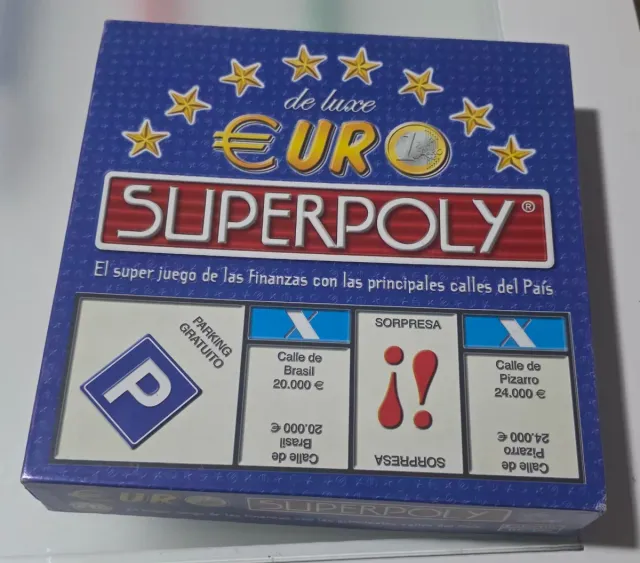 de luxe
€URO
SUPERPOLY®
El super juego de las Finanzas con las principales calles del País
PARKING
GRATUITO
P
Calle de
Brasil
20.000 €
Calle de
Brasil
20.000 €
SORPRESA
¡!
SORPRESA
Calle de
Pizarro
24.000 €
Calle de
Pizarro
24.000 €
€URO SUPERPOLY